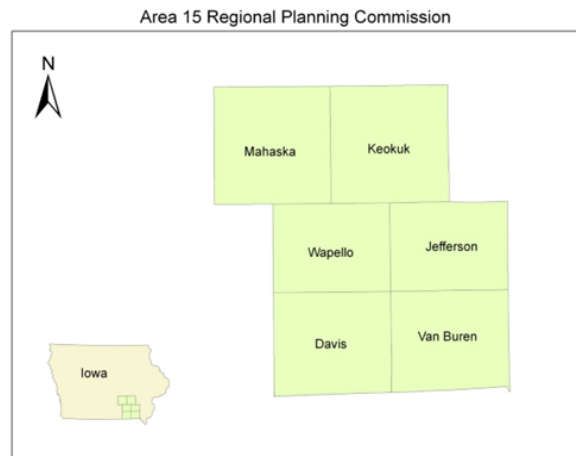 Area 15 Regional Planning Commission
N
Mahaska
Keokuk
Wapello
Jefferson
Davis
Van Buren
Iowa